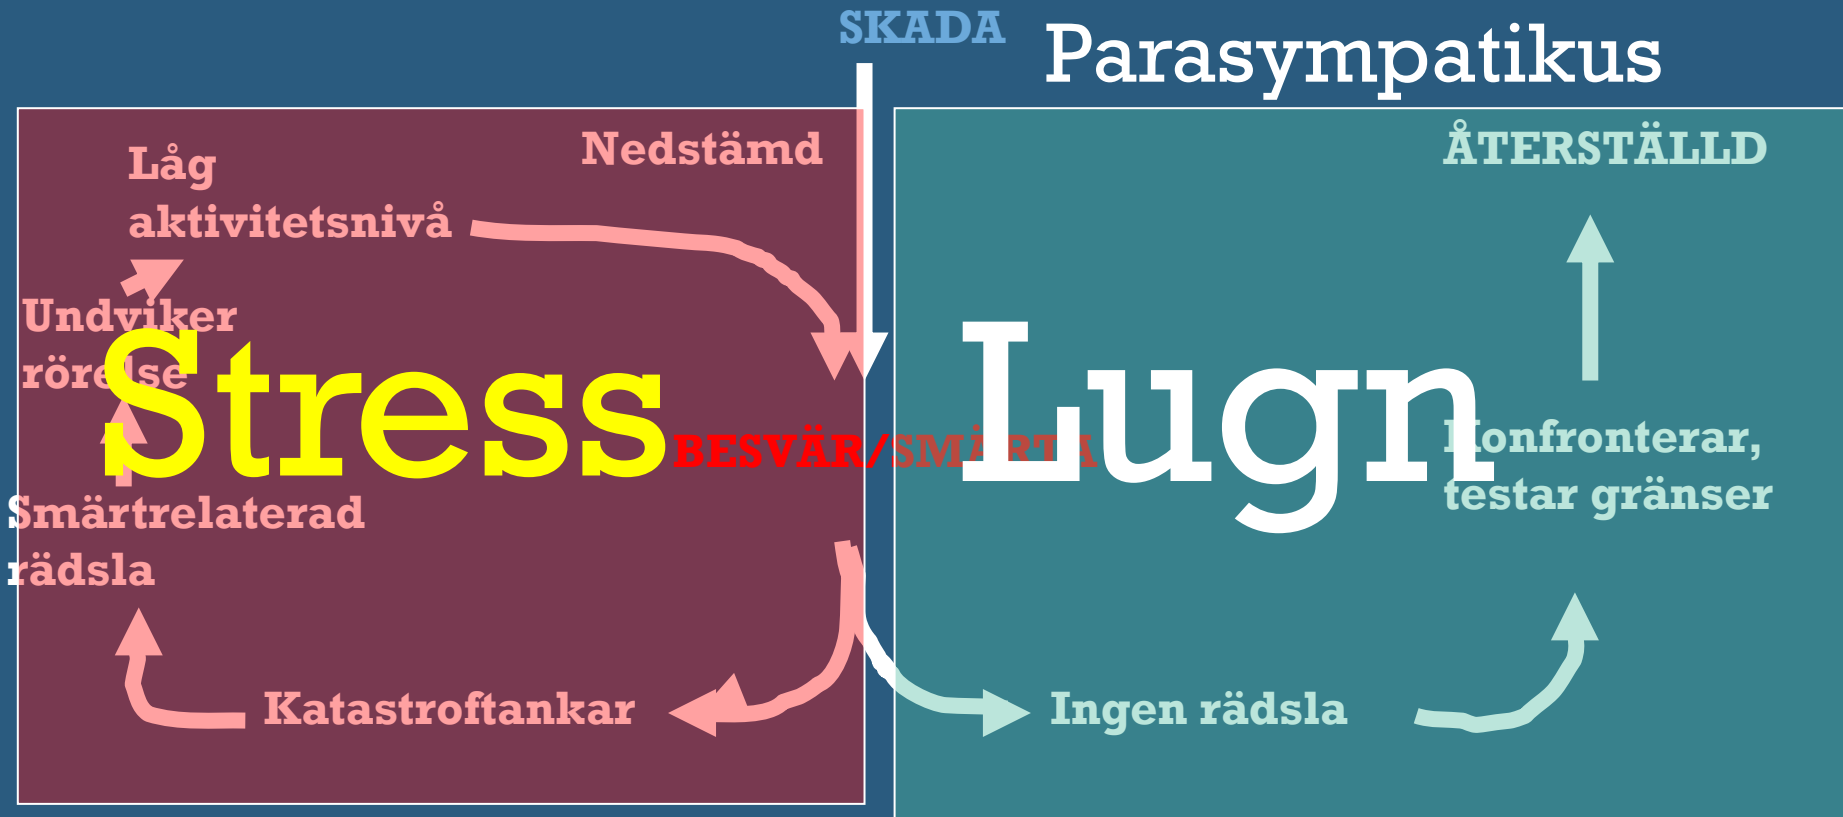 SKADA
Parasympatikus
Nedstämd
ÅTERSTÄLLD
Låg
aktivitetsnivå
Undviker
rörelse
Stress
Lugn
BESVÄR/SMÄRTA
Konfronterar,
testar gränser
Smärtrelaterad
rädsla
Katastroftankar
Ingen rädsla